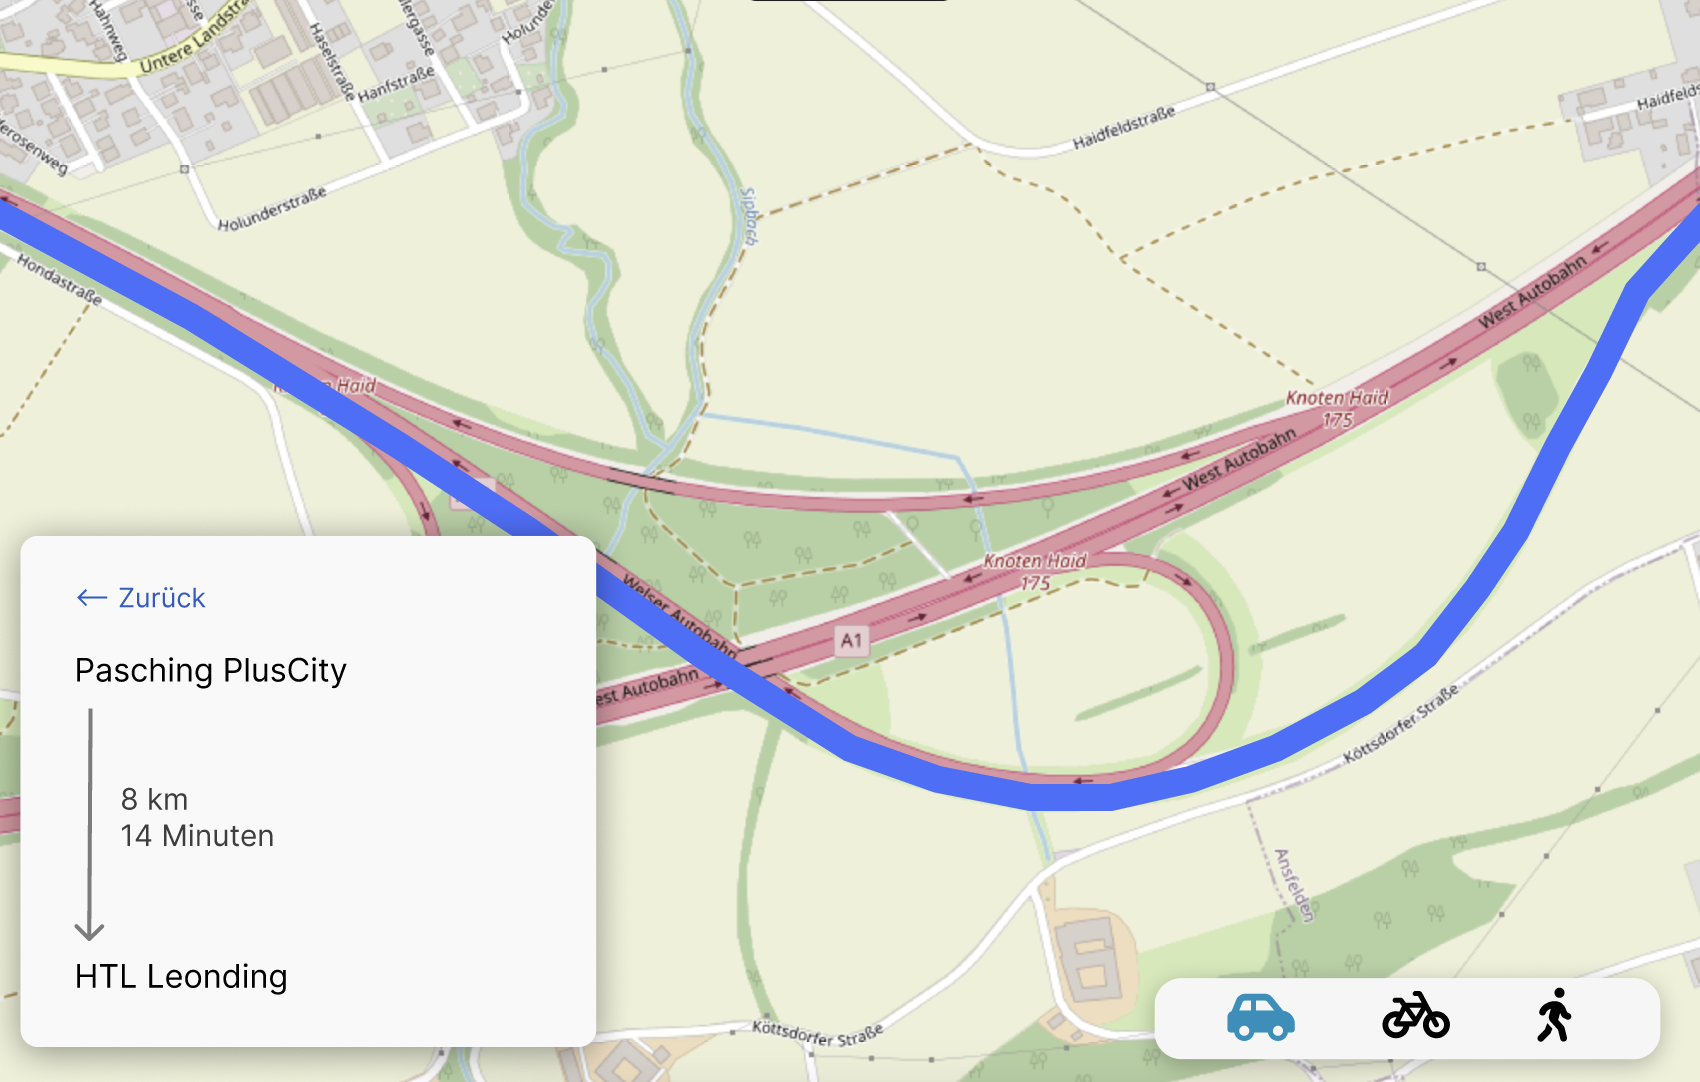 Hahnweg
Untere Landstra
Haselstraße
Hanfstraße
lergasse
Holunde
erosenweg
Holunderstraße
Hondastraße
Sipbach
Haidfeldstraße
Haidfelds
West Autobahn
Knoten Haid
175
West Autobahn
Haid
Knoten Haid
175
Welser Autobahn
A1
est Autobahn
Köttsdorfer Straße
Ansfelden
Köttsdorfer Straße
← Zurück
Pasching PlusCity
8 km
14 Minuten
HTL Leonding